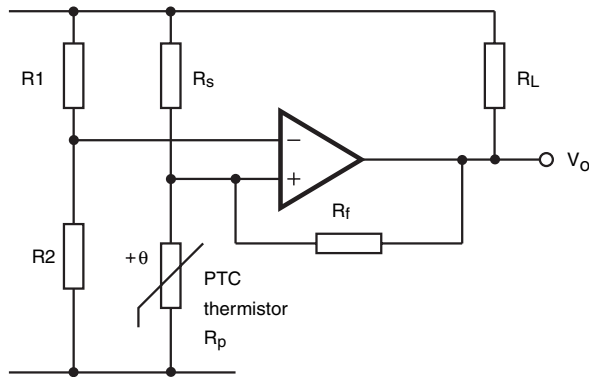 R1
Rs
RL
−
+
Vo
Rf
R2
+θ
PTC
thermistor
Rp